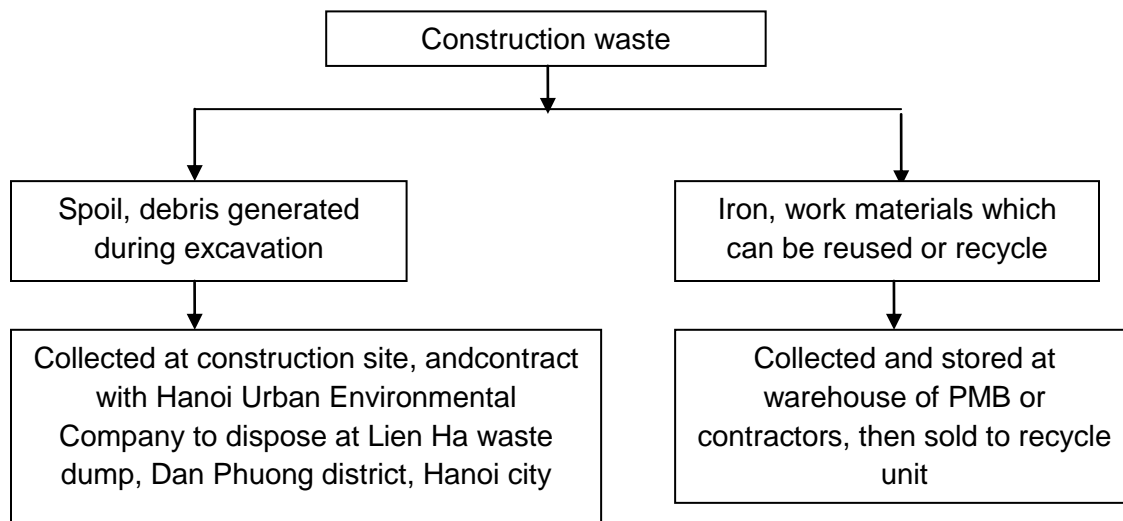 Construction waste
Spoil, debris generated
during excavation
Iron, work materials which
can be reused or recycle
Collected at construction site, andcontract
with Hanoi Urban Environmental
Company to dispose at Lien Ha waste
dump, Dan Phuong district, Hanoi city
Collected and stored at
warehouse of PMB or
contractors, then sold to recycle
unit